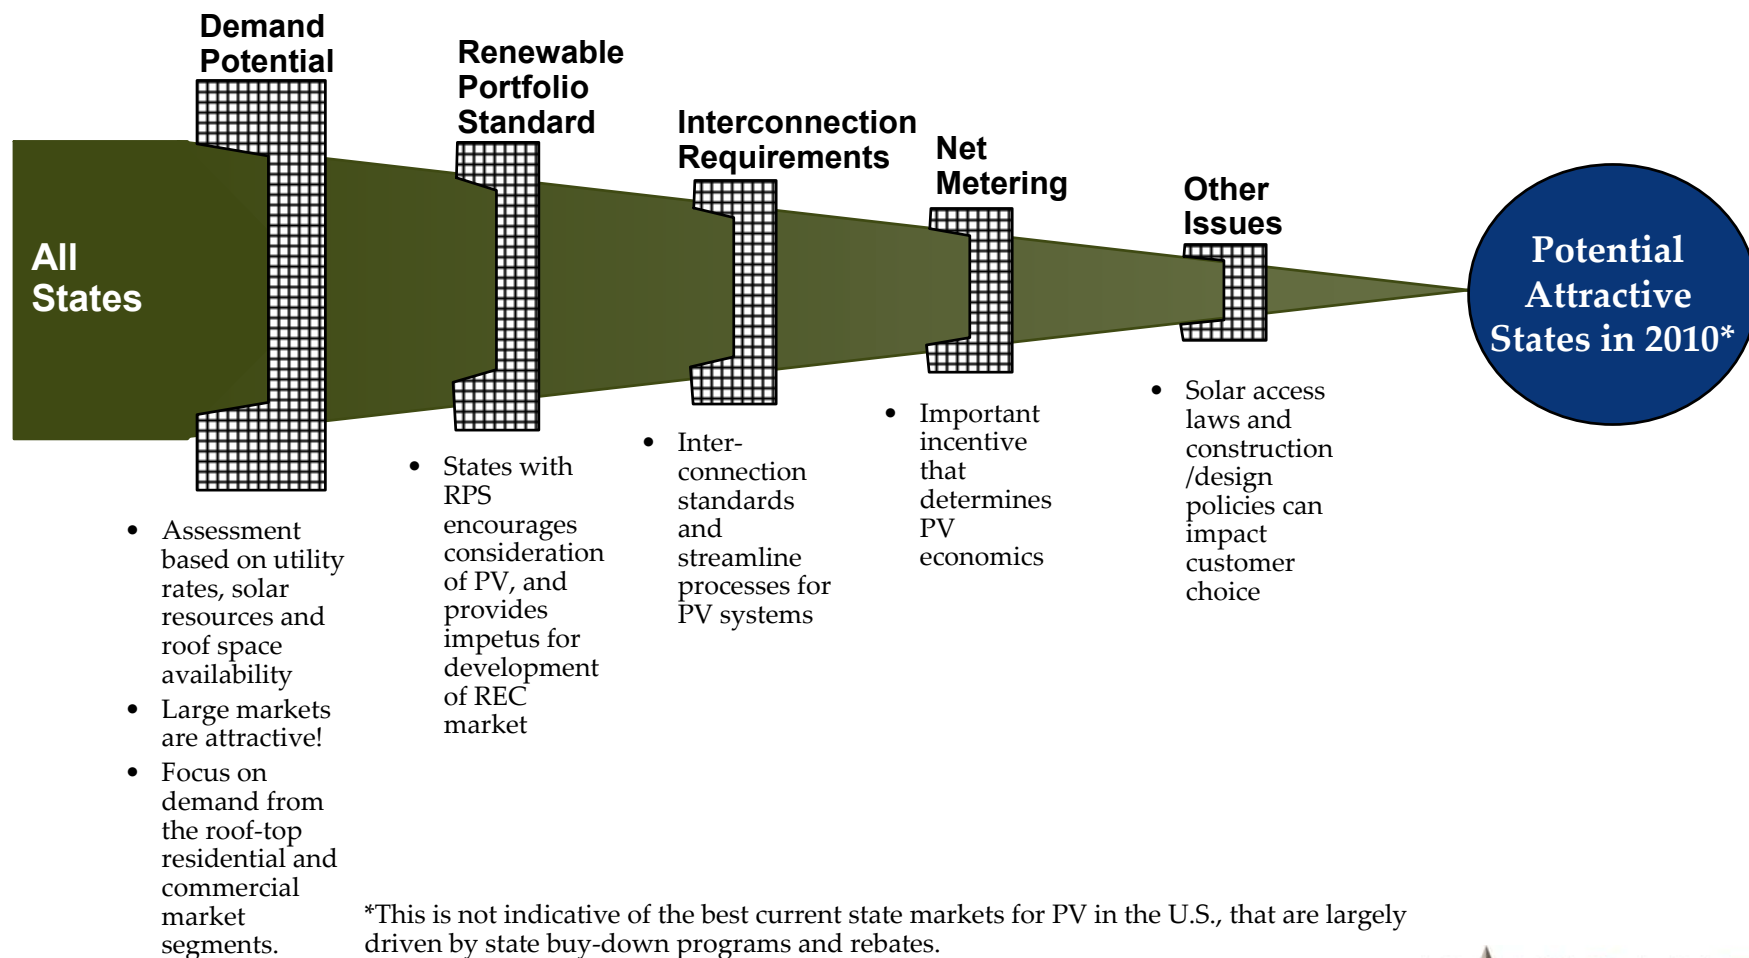 Demand
Potential
Renewable
Portfolio
Standard
Interconnection
Requirements
Net
Metering
Other
Issues
All
States
Potential
Attractive
States in 2010*
• Assessment
based on utility
rates, solar
resources and
roof space
availability
• Large markets
are attractive!
• Focus on
demand from
the roof-top
residential and
commercial
market
segments.
• States with
RPS
encourages
consideration
of PV, and
provides
impetus for
development
of REC
market
• Inter-
connection
standards
and
streamline
processes for
PV systems
• Important
incentive
that
determines
PV
economics
• Solar access
laws and
construction
/design
policies can
impact
customer
choice
*This is not indicative of the best current state markets for PV in the U.S., that are largely
driven by state buy-down programs and rebates.